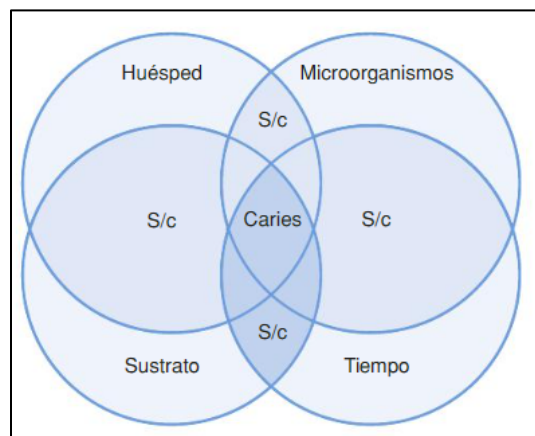 Huésped
Microorganismos
S/c
S/c
Caries
S/c
S/c
Sustrato
Tiempo